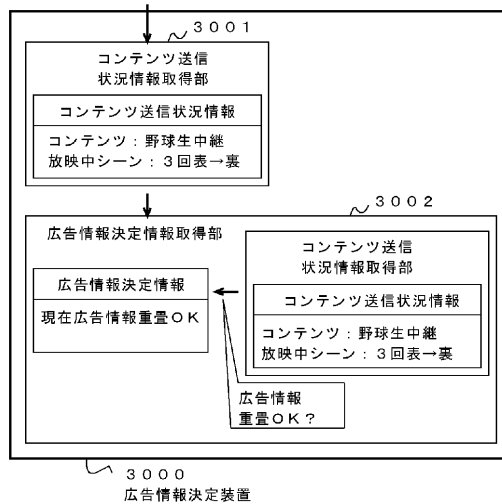 3001
コンテンツ送信
状況情報取得部
コンテンツ送信状況情報
コンテンツ：野球生中継
放映中シーン：3回表→裏
3002
広告情報決定情報取得部
コンテンツ送信
状況情報取得部
広告情報決定情報
現在広告情報重畳OK
コンテンツ送信状況情報
コンテンツ：野球生中継
放映中シーン：3回表→裏
広告情報
重畳OK？
3000
広告情報決定装置